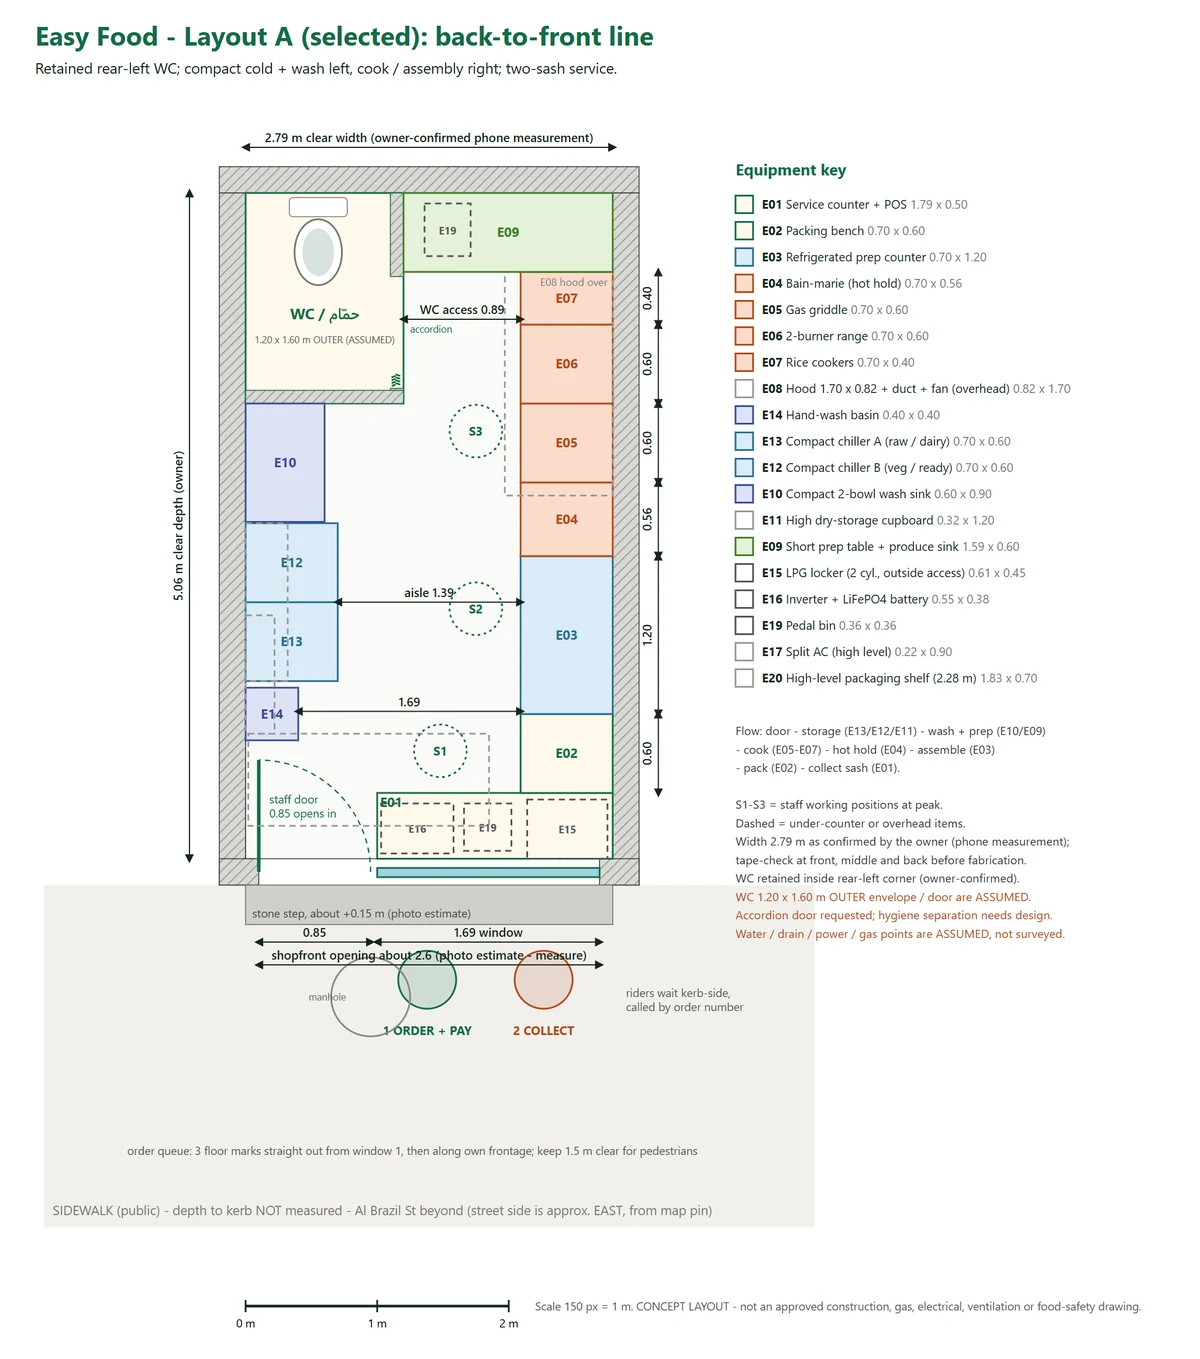 Easy Food - Layout A (selected): back-to-front line
Retained rear-left WC; compact cold + wash left, cook / assembly right; two-sash service.
2.79 m clear width (owner-confirmed phone measurement)
5.06 m clear depth (owner)
E19
E09
E08 hood over
E07
0.40
WC / حمّام
1.20 x 1.60 m OUTER (ASSUMED)
WC access 0.89
accordion
E06
0.60
S3
E05
0.60
E10
E04
0.56
E12
aisle 1.39
S2
E13
E03
1.20
1.69
E14
S1
E02
0.60
staff door
0.85 opens in
E01
E16
E19
E15
stone step, about +0.15 m (photo estimate)
0.85
1.69 window
shopfront opening about 2.6 (photo estimate - measure)
manhole
1 ORDER + PAY
2 COLLECT
riders wait kerb-side,
called by order number
order queue: 3 floor marks straight out from window 1, then along own frontage; keep 1.5 m clear for pedestrians
SIDEWALK (public) - depth to kerb NOT measured - Al Brazil St beyond (street side is approx. EAST, from map pin)
Equipment key
E01 Service counter + POS 1.79 x 0.50
E02 Packing bench 0.70 x 0.60
E03 Refrigerated prep counter 0.70 x 1.20
E04 Bain-marie (hot hold) 0.70 x 0.56
E05 Gas griddle 0.70 x 0.60
E06 2-burner range 0.70 x 0.60
E07 Rice cookers 0.70 x 0.40
E08 Hood 1.70 x 0.82 + duct + fan (overhead) 0.82 x 1.70
E14 Hand-wash basin 0.40 x 0.40
E13 Compact chiller A (raw / dairy) 0.70 x 0.60
E12 Compact chiller B (veg / ready) 0.70 x 0.60
E10 Compact 2-bowl wash sink 0.60 x 0.90
E11 High dry-storage cupboard 0.32 x 1.20
E09 Short prep table + produce sink 1.59 x 0.60
E15 LPG locker (2 cyl., outside access) 0.61 x 0.45
E16 Inverter + LiFePO4 battery 0.55 x 0.38
E19 Pedal bin 0.36 x 0.36
E17 Split AC (high level) 0.22 x 0.90
E20 High-level packaging shelf (2.28 m) 1.83 x 0.70
Flow: door - storage (E13/E12/E11) - wash + prep (E10/E09)
- cook (E05-E07) - hot hold (E04) - assemble (E03)
- pack (E02) - collect sash (E01).
S1-S3 = staff working positions at peak.
Dashed = under-counter or overhead items.
Width 2.79 m as confirmed by the owner (phone measurement);
tape-check at front, middle and back before fabrication.
WC retained inside rear-left corner (owner-confirmed).
WC 1.20 x 1.60 m OUTER envelope / door are ASSUMED.
Accordion door requested; hygiene separation needs design.
Water / drain / power / gas points are ASSUMED, not surveyed.
0 m
1 m
2 m
Scale 150 px = 1 m. CONCEPT LAYOUT - not an approved construction, gas, electrical, ventilation or food-safety drawing.